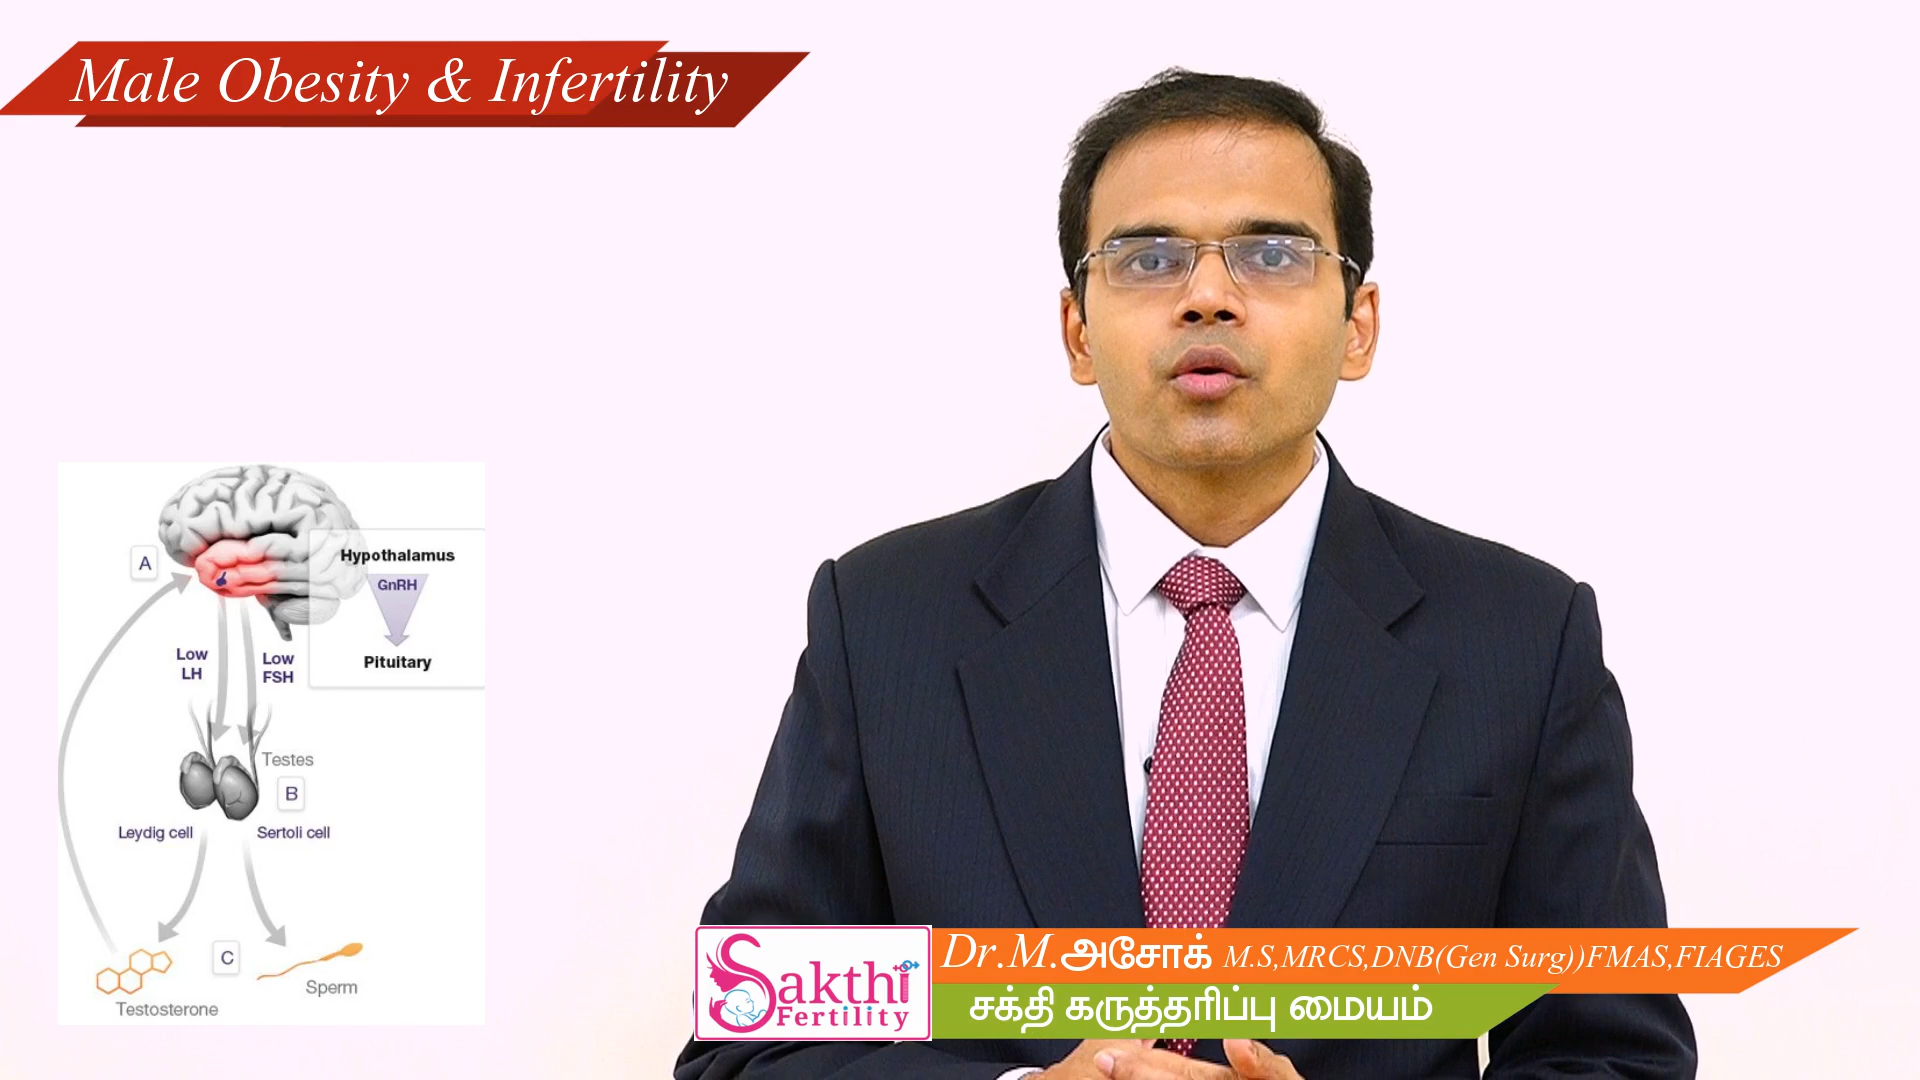 Male Obesity & Infertility
A
Hypothalamus
GnRH
Pituitary
Low
LH
Low
FSH
Testes
B
Leydig cell
Sertoli cell
C
Sperm
Testosterone
Sakthi
Fertility
Dr.M.அசோக் M.S,MRCS,DNB(Gen Surg))FMAS,FIAGES
சக்தி கருத்தரிப்பு மையம்